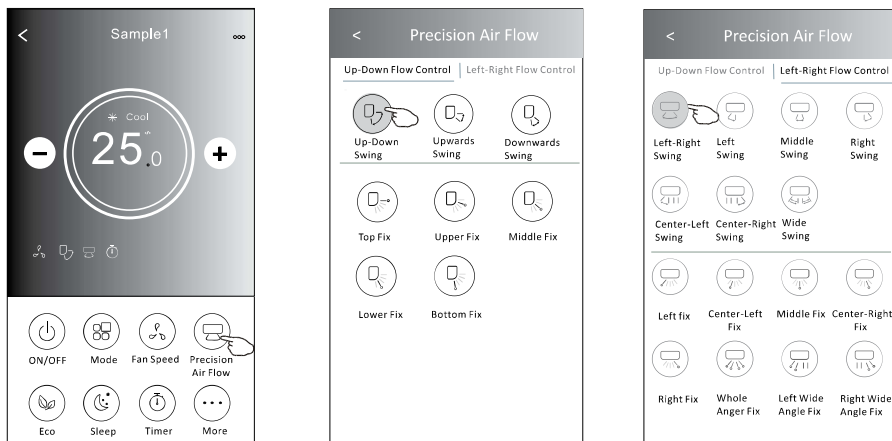 Sample1
Cool
25.0
ON/OFF
Mode
Fan Speed
Precision
Air Flow
Eco
Sleep
Timer
More
Precision Air Flow
Up-Down Flow Control
Left-Right Flow Control
Up-Down
Swing
Upwards
Swing
Downwards
Swing
Top Fix
Upper Fix
Middle Fix
Lower Fix
Bottom Fix
Precision Air Flow
Up-Down Flow Control
Left-Right Flow Control
Left-Right
Swing
Left
Swing
Middle
Swing
Right
Swing
Center-Left
Swing
Center-Right
Swing
Wide
Swing
Left fix
Center-Left
Fix
Middle Fix
Center-Right
Fix
Right Fix
Whole
Anger Fix
Left Wide
Angle Fix
Right Wide
Angle Fix